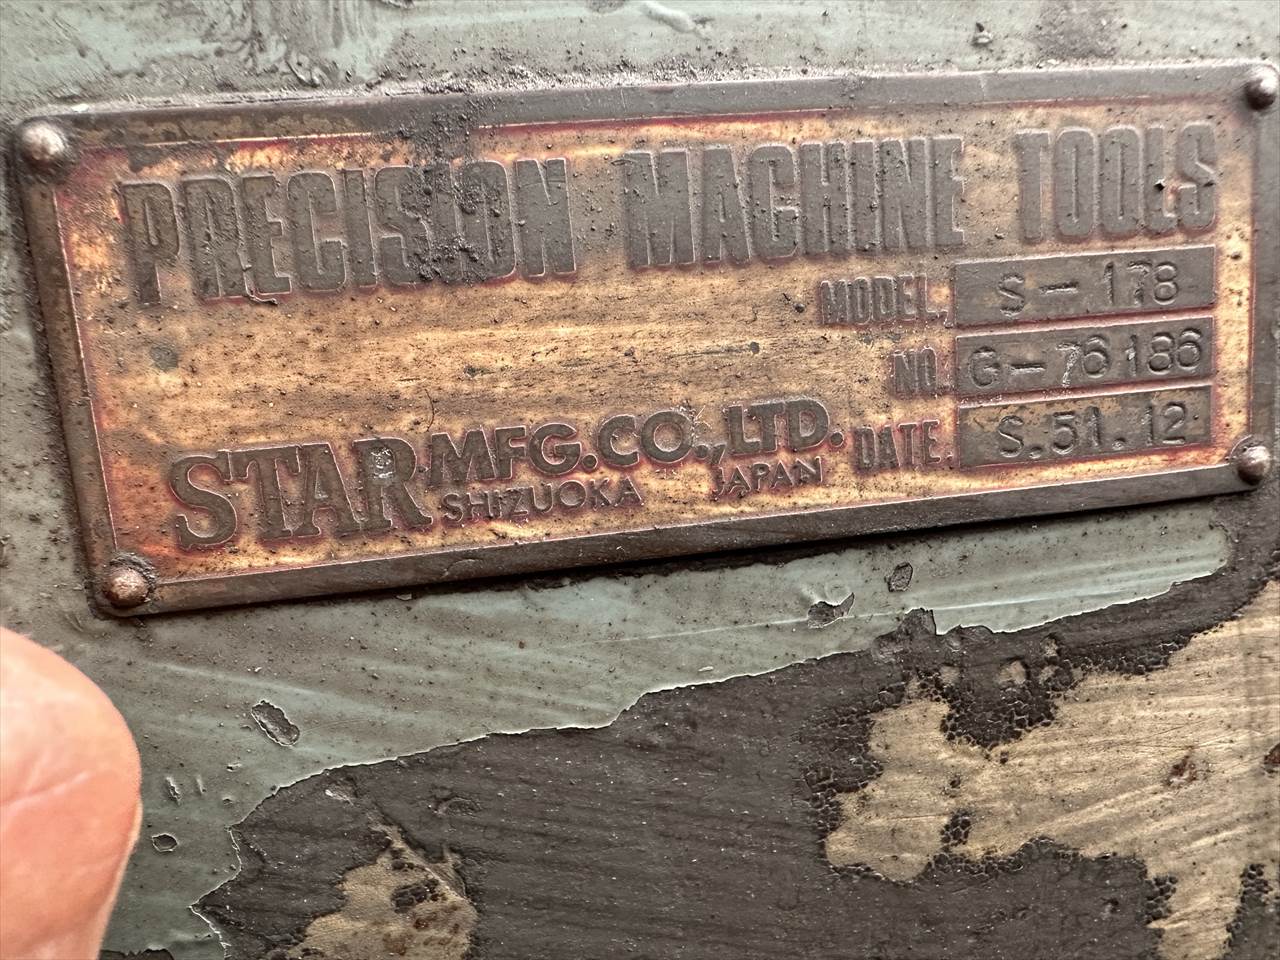 PRECISION MACHINE TOOLS
MODEL. S-178
NO. G-76186
DATE. S.51.12
STAR MFG.CO.,LTD.
SHIZUOKA JAPAN